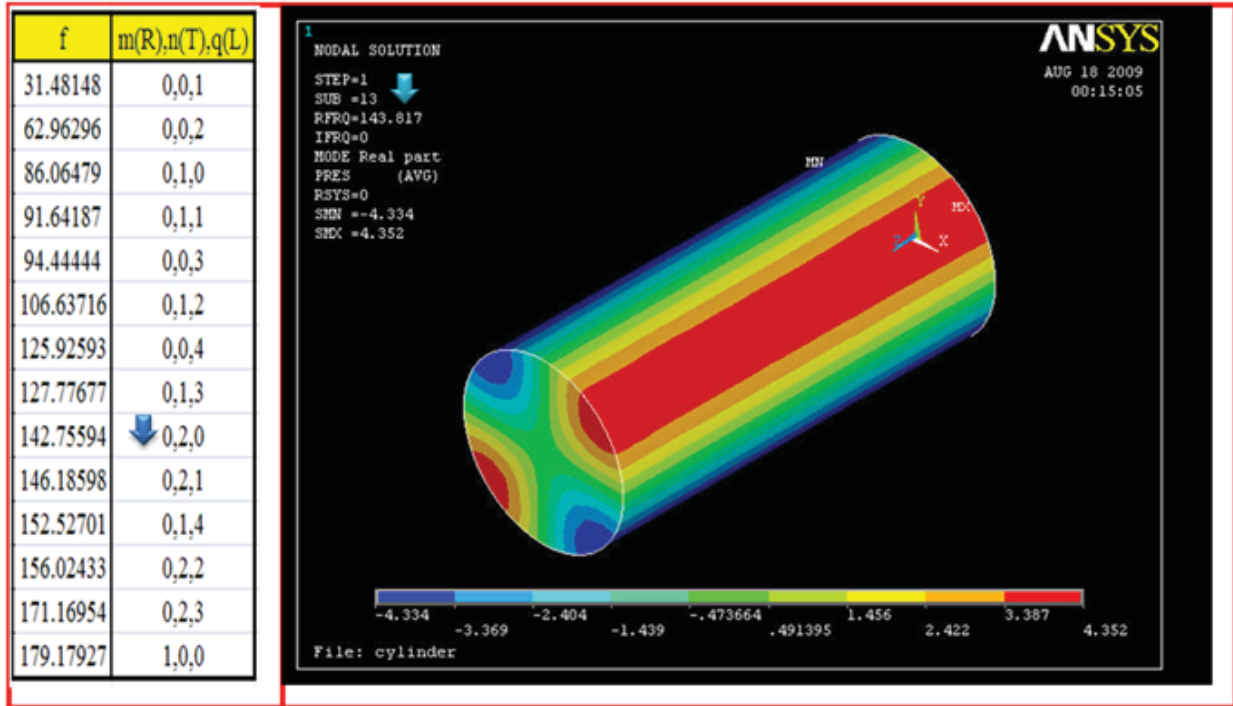 f m(R),n(T),q(L)
31.48148 0,0,1
62.96296 0,0,2
86.06479 0,1,0
91.64187 0,1,1
94.44444 0,0,3
106.63716 0,1,2
125.92593 0,0,4
127.77677 0,1,3
142.75594 0,2,0
146.18598 0,2,1
152.52701 0,1,4
156.02433 0,2,2
171.16954 0,2,3
179.17927 1,0,0
1
NODAL SOLUTION
STEP=1
SUB =13
RFRQ=143.817
IFRQ=0
MODE Real part
PRES (AVG)
RSYS=0
SMN =-4.334
SMX =4.352
ANSYS
AUG 18 2009
00:15:05
MN
MX
Y
Z X
-4.334 -2.404 -.473664 1.456 3.387
-3.369 -1.439 .491395 2.422 4.352
File: cylinder